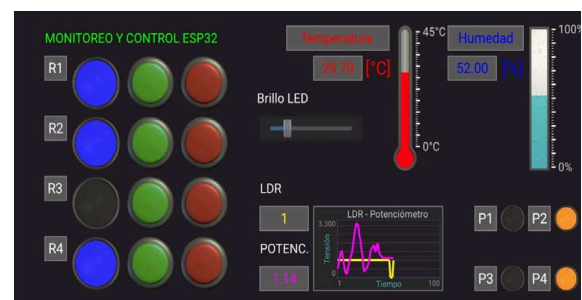 MONITOREO Y CONTROL ESP32
R1
R2
R3
R4
Temperatura
29.70 [°C]
45°C
0°C
Humedad
52.00 [%]
100%
0%
Brillo LED
LDR
1
POTENC.
1.14
LDR - Potenciómetro
3.300
Tensión
0
1
Tiempo
100
P1
P2
P3
P4